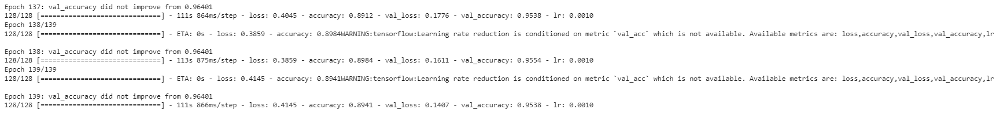 Epoch 137: val_accuracy did not improve from 0.96401
128/128 [==============================] - 111s 864ms/step - loss: 0.4045 - accuracy: 0.8912 - val_loss: 0.1776 - val_accuracy: 0.9538 - lr: 0.0010
Epoch 138/139
128/128 [==============================] - ETA: 0s - loss: 0.3859 - accuracy: 0.8984WARNING:tensorflow:Learning rate reduction is conditioned on metric `val_acc` which is not available. Available metrics are: loss,accuracy,val_loss,val_accuracy,lr
Epoch 138: val_accuracy did not improve from 0.96401
128/128 [==============================] - 113s 875ms/step - loss: 0.3859 - accuracy: 0.8984 - val_loss: 0.1611 - val_accuracy: 0.9554 - lr: 0.0010
Epoch 139/139
128/128 [==============================] - ETA: 0s - loss: 0.4145 - accuracy: 0.8941WARNING:tensorflow:Learning rate reduction is conditioned on metric `val_acc` which is not available. Available metrics are: loss,accuracy,val_loss,val_accuracy,lr
Epoch 139: val_accuracy did not improve from 0.96401
128/128 [==============================] - 111s 866ms/step - loss: 0.4145 - accuracy: 0.8941 - val_loss: 0.1407 - val_accuracy: 0.9538 - lr: 0.0010